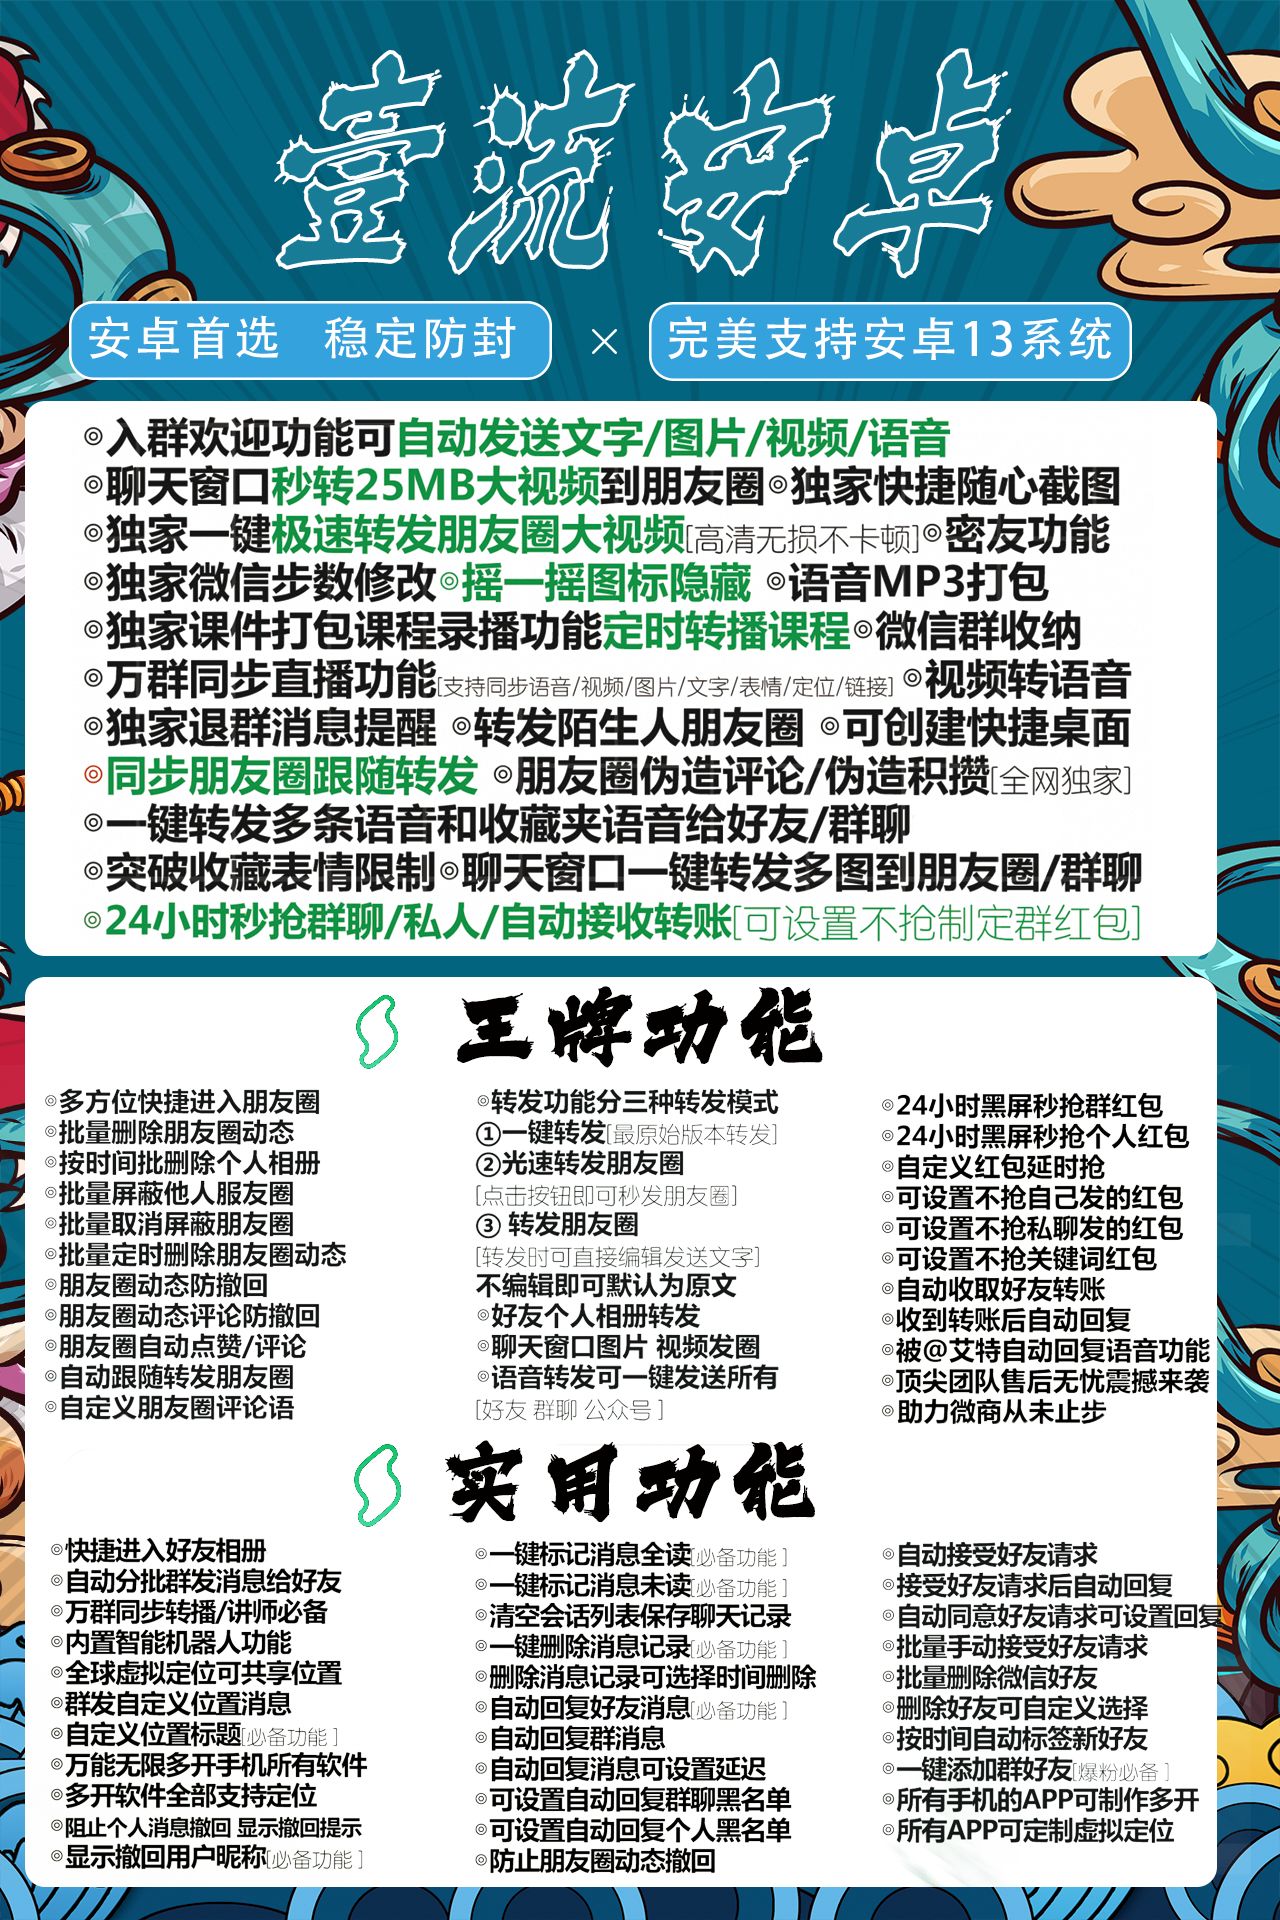 壹流安卓
安卓首选 稳定防封 × 完美支持安卓13系统
◎入群欢迎功能可自动发送文字/图片/视频/语音
◎聊天窗口秒转25MB大视频到朋友圈◎独家快捷随心截图
◎独家一键极速转发朋友圈大视频[高清无损不卡顿]◎密友功能
◎独家微信步数修改◎摇一摇图标隐藏 ◎语音MP3打包
◎独家课件打包课程录播功能定时转播课程◎微信群收纳
◎万群同步直播功能[支持同步语音/视频/图片/文字/表情/定位/链接] ◎视频转语音
◎独家退群消息提醒 ◎转发陌生人朋友圈 ◎可创建快捷桌面
◎同步朋友圈跟随转发 ◎朋友圈伪造评论/伪造积攒[全网独家]
◎一键转发多条语音和收藏夹语音给好友/群聊
◎突破收藏表情限制◎聊天窗口一键转发多图到朋友圈/群聊
◎24小时秒抢群聊/私人/自动接收转账[可设置不抢制定群红包]
王牌功能
◎多方位快捷进入朋友圈
◎批量删除朋友圈动态
◎按时间批删除个人相册
◎批量屏蔽他人服友圈
◎批量取消屏蔽朋友圈
◎批量定时删除朋友圈动态
◎朋友圈动态防撤回
◎朋友圈动态评论防撤回
◎朋友圈自动点赞/评论
◎自动跟随转发朋友圈
◎自定义朋友圈评论语
◎转发功能分三种转发模式
①一键转发[最原始版本转发]
②光速转发朋友圈
[点击按钮即可秒发朋友圈]
③ 转发朋友圈
[转发时可直接编辑发送文字]
不编辑即可默认为原文
◎好友个人相册转发
◎聊天窗口图片 视频发圈
◎语音转发可一键发送所有
[好友 群聊 公众号 ]
◎24小时黑屏秒抢群红包
◎24小时黑屏秒抢个人红包
◎自定义红包延时抢
◎可设置不抢自己发的红包
◎可设置不抢私聊发的红包
◎可设置不抢关键词红包
◎自动收取好友转账
◎收到转账后自动回复
◎被@艾特自动回复语音功能
◎顶尖团队售后无忧震撼来袭
◎助力微商从未止步
实用功能
◎快捷进入好友相册
◎自动分批群发消息给好友
◎万群同步转播/讲师必备
◎内置智能机器人功能
◎全球虚拟定位可共享位置
◎群发自定义位置消息
◎自定义位置标题[必备功能 ]
◎万能无限多开手机所有软件
◎多开软件全部支持定位
◎阻止个人消息撤回 显示撤回提示
◎显示撤回用户昵称[必备功能 ]
◎一键标记消息全读[必备功能 ]
◎一键标记消息未读[必备功能 ]
◎清空会话列表保存聊天记录
◎一键删除消息记录[必备功能 ]
◎删除消息记录可选择时间删除
◎自动回复好友消息[必备功能 ]
◎自动回复群消息
◎自动回复消息可设置延迟
◎可设置自动回复群聊黑名单
◎可设置自动回复个人黑名单
◎防止朋友圈动态撤回
◎自动接受好友请求
◎接受好友请求后自动回复
◎自动同意好友请求可设置回复
◎批量手动接受好友请求
◎批量删除微信好友
◎删除好友可自定义选择
◎按时间自动标签新好友
◎一键添加群好友[爆粉必备 ]
◎所有手机的APP可制作多开
◎所有APP可定制虚拟定位